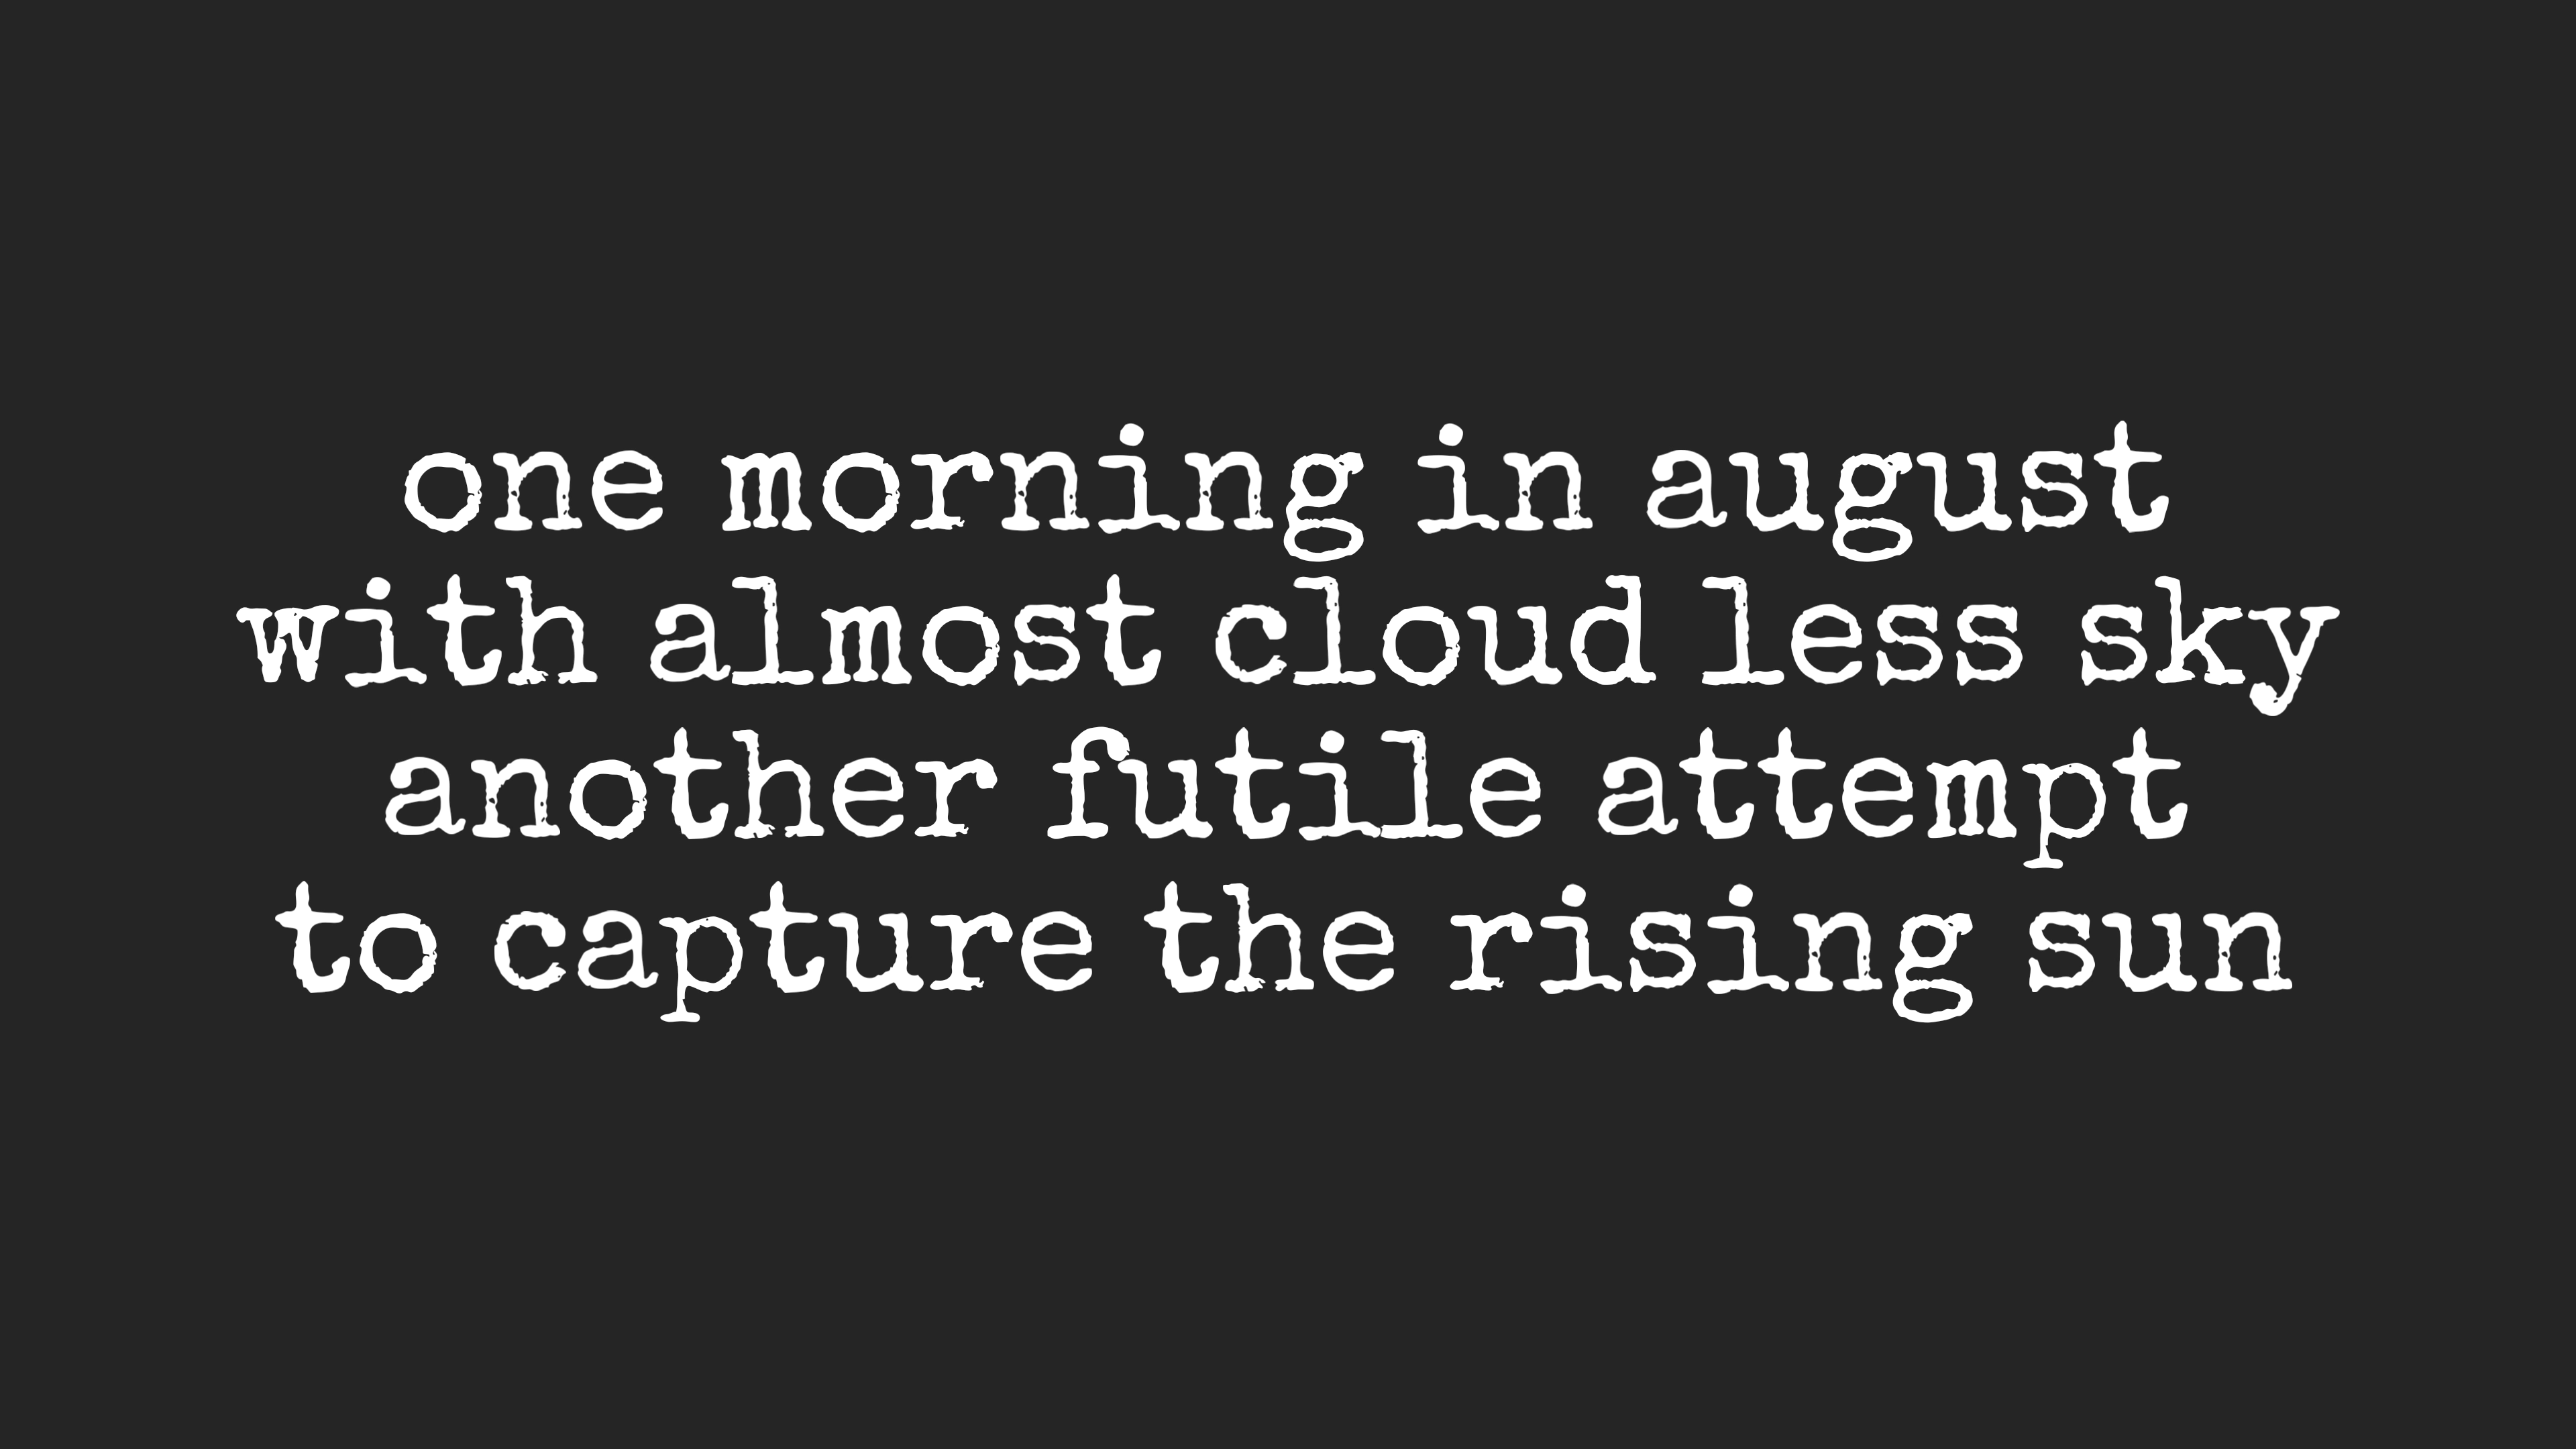 one morning in august
with almost cloud less sky
another futile attempt
to capture the rising sun